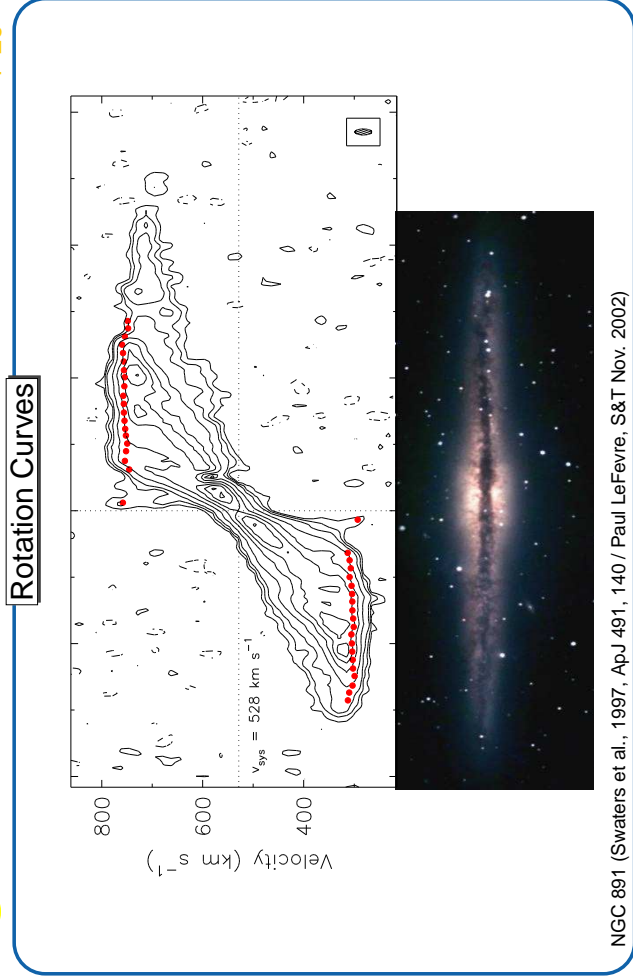 Rotation Curves
800
600
400
Velocity (km s⁻¹)
v_sys = 528 km s⁻¹
NGC 891 (Swaters et al., 1997, ApJ 491, 140 / Paul LeFevre, S&T Nov. 2002)